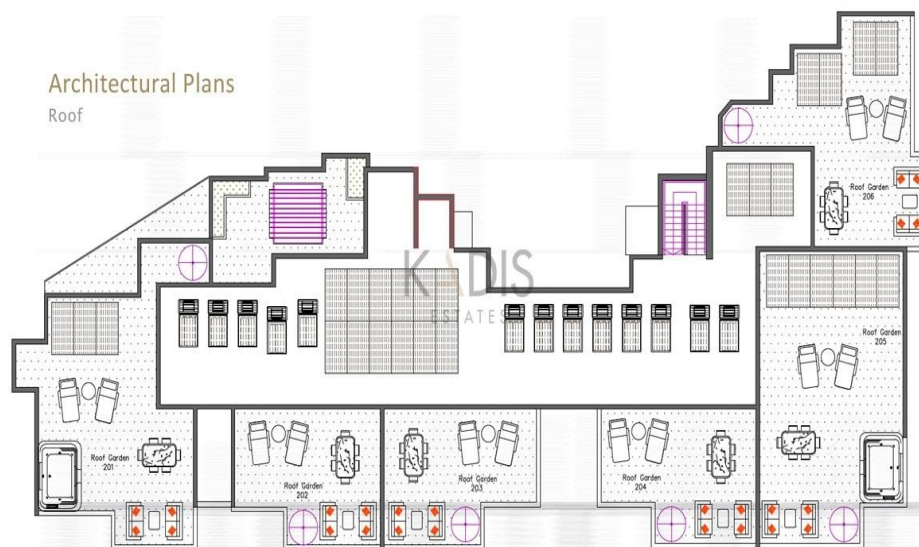 Architectural Plans
Roof
KADIS
ESTATES
Roof Garden
206
Roof Garden
205
Roof Garden
201
Roof Garden
202
Roof Garden
203
Roof Garden
204